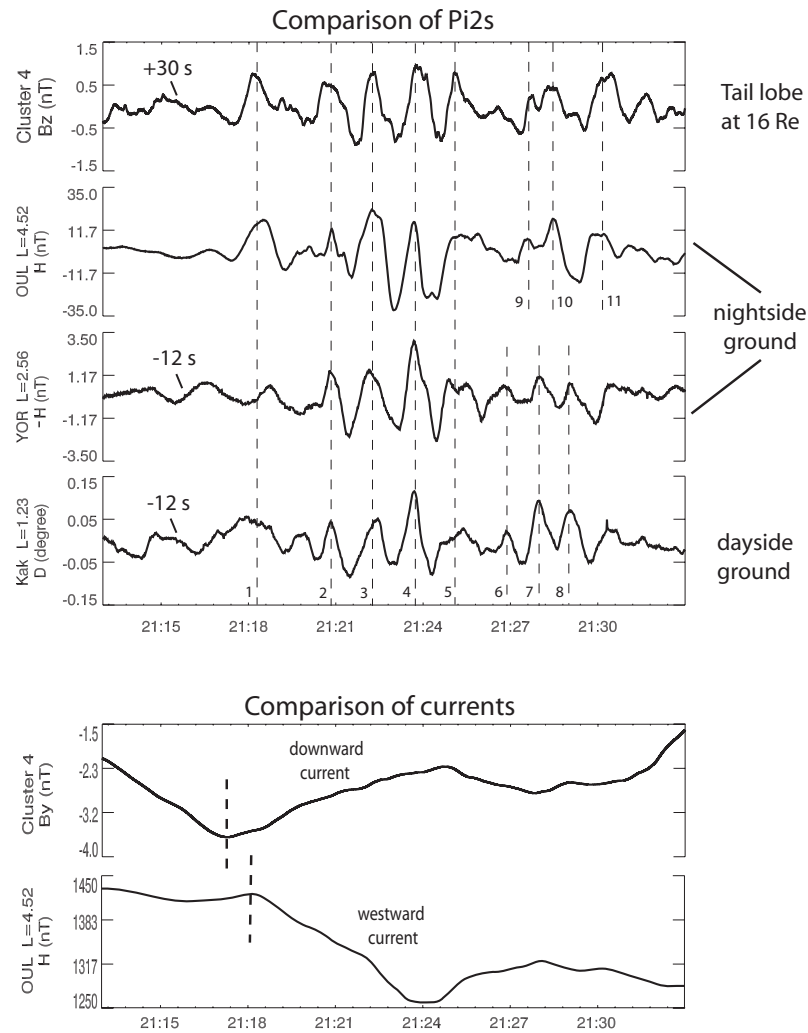 Comparison of Pi2s
1.5
0.5
-0.5
-1.5
Cluster 4
Bz (nT)
+30 s
Tail lobe
at 16 Re
35.0
11.7
-11.7
-35.0
OUL L=4.52
H (nT)
9
10
11
nightside
ground
3.50
1.17
-1.17
-3.50
YOR L=2.56
-H (nT)
-12 s
0.15
0.05
-0.05
-0.15
Kak L=1.23
D (degree)
-12 s
1
2
3
4
5
6
7
8
dayside
ground
21:15 21:18 21:21 21:24 21:27 21:30
Comparison of currents
-1.5
-2.3
-3.2
-4.0
Cluster 4
By (nT)
downward
current
1450
1383
1317
1250
OUL L=4.52
H (nT)
westward
current
21:15 21:18 21:21 21:24 21:27 21:30